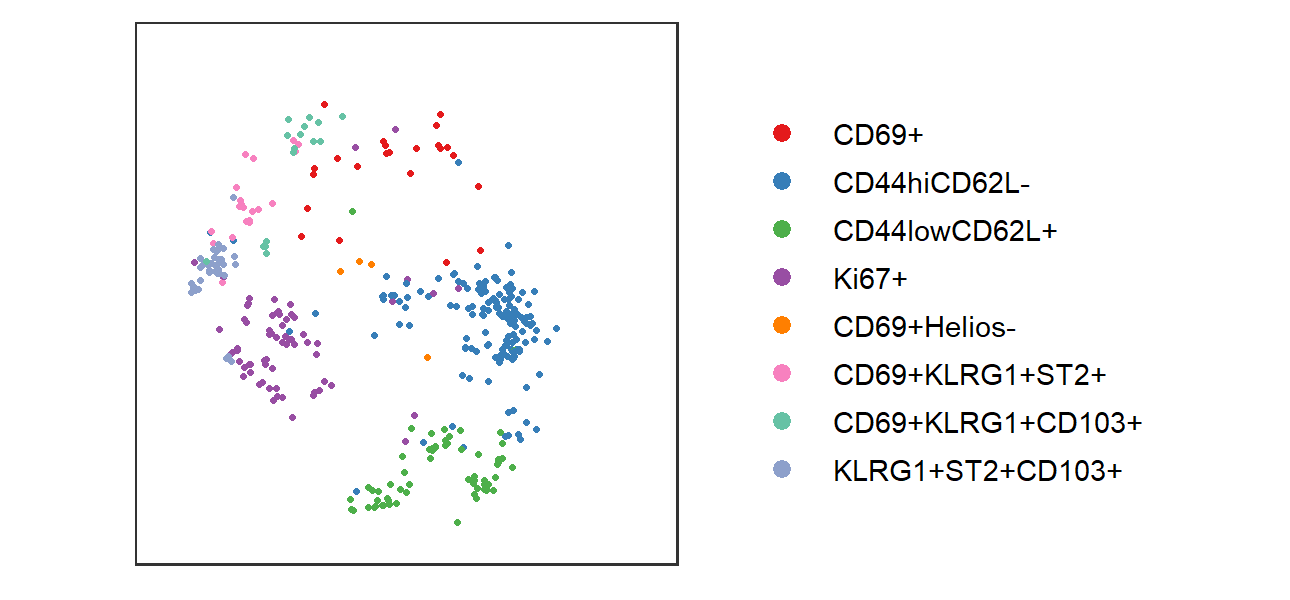 CD69+
CD44hiCD62L-
CD44lowCD62L+
Ki67+
CD69+Helios-
CD69+KLRG1+ST2+
CD69+KLRG1+CD103+
KLRG1+ST2+CD103+